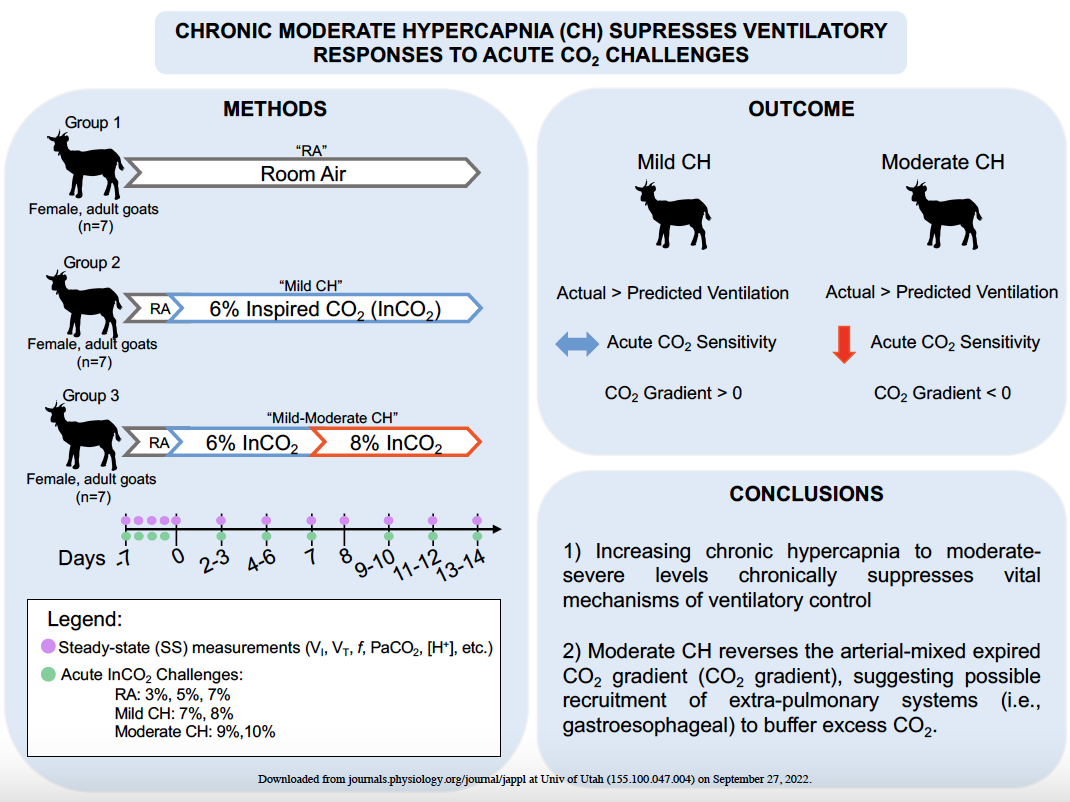 CHRONIC MODERATE HYPERCAPNIA (CH) SUPRESSES VENTILATORY
RESPONSES TO ACUTE CO₂ CHALLENGES
METHODS
Group 1
"RA"
Room Air
Female, adult goats
(n=7)
Group 2
"Mild CH"
RA
6% Inspired CO₂ (InCO₂)
Female, adult goats
(n=7)
Group 3
"Mild-Moderate CH"
RA
6% InCO₂
8% InCO₂
Female, adult goats
(n=7)
Days
-7
0
2-3
4-6
7
8
9-10
11-12
13-14
Legend:
Steady-state (SS) measurements (V_I, V_T, f, PaCO₂, [H⁺], etc.)
Acute InCO₂ Challenges:
RA: 3%, 5%, 7%
Mild CH: 7%, 8%
Moderate CH: 9%,10%
OUTCOME
Mild CH
Actual > Predicted Ventilation
Acute CO₂ Sensitivity
CO₂ Gradient > 0
Moderate CH
Actual > Predicted Ventilation
Acute CO₂ Sensitivity
CO₂ Gradient < 0
CONCLUSIONS
1) Increasing chronic hypercapnia to moderate-
severe levels chronically suppresses vital
mechanisms of ventilatory control
2) Moderate CH reverses the arterial-mixed expired
CO₂ gradient (CO₂ gradient), suggesting possible
recruitment of extra-pulmonary systems (i.e.,
gastroesophageal) to buffer excess CO₂.
Downloaded from journals.physiology.org/journal/jappl at Univ of Utah (155.100.047.004) on September 27, 2022.